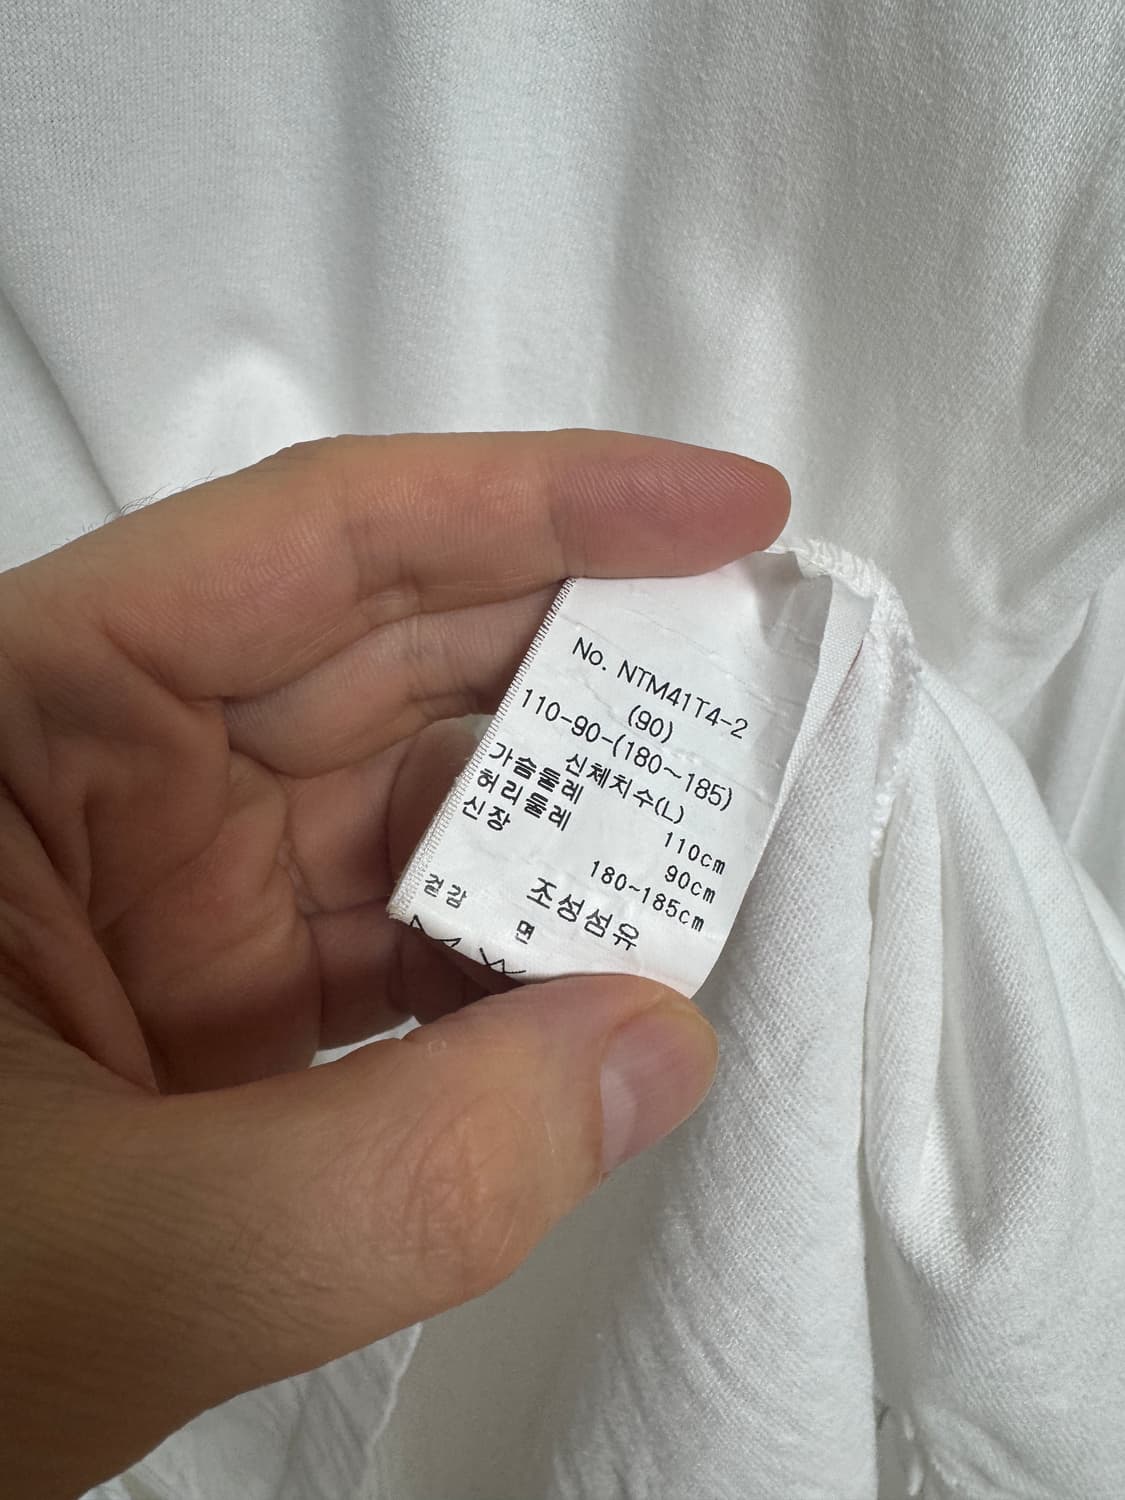 No. NTM41T4-2
(90)
110-90-(180~185)
신체치수(L)
가슴둘레 110cm
허리둘레 90cm
신장 180~185cm
조성섬유
겉감 면